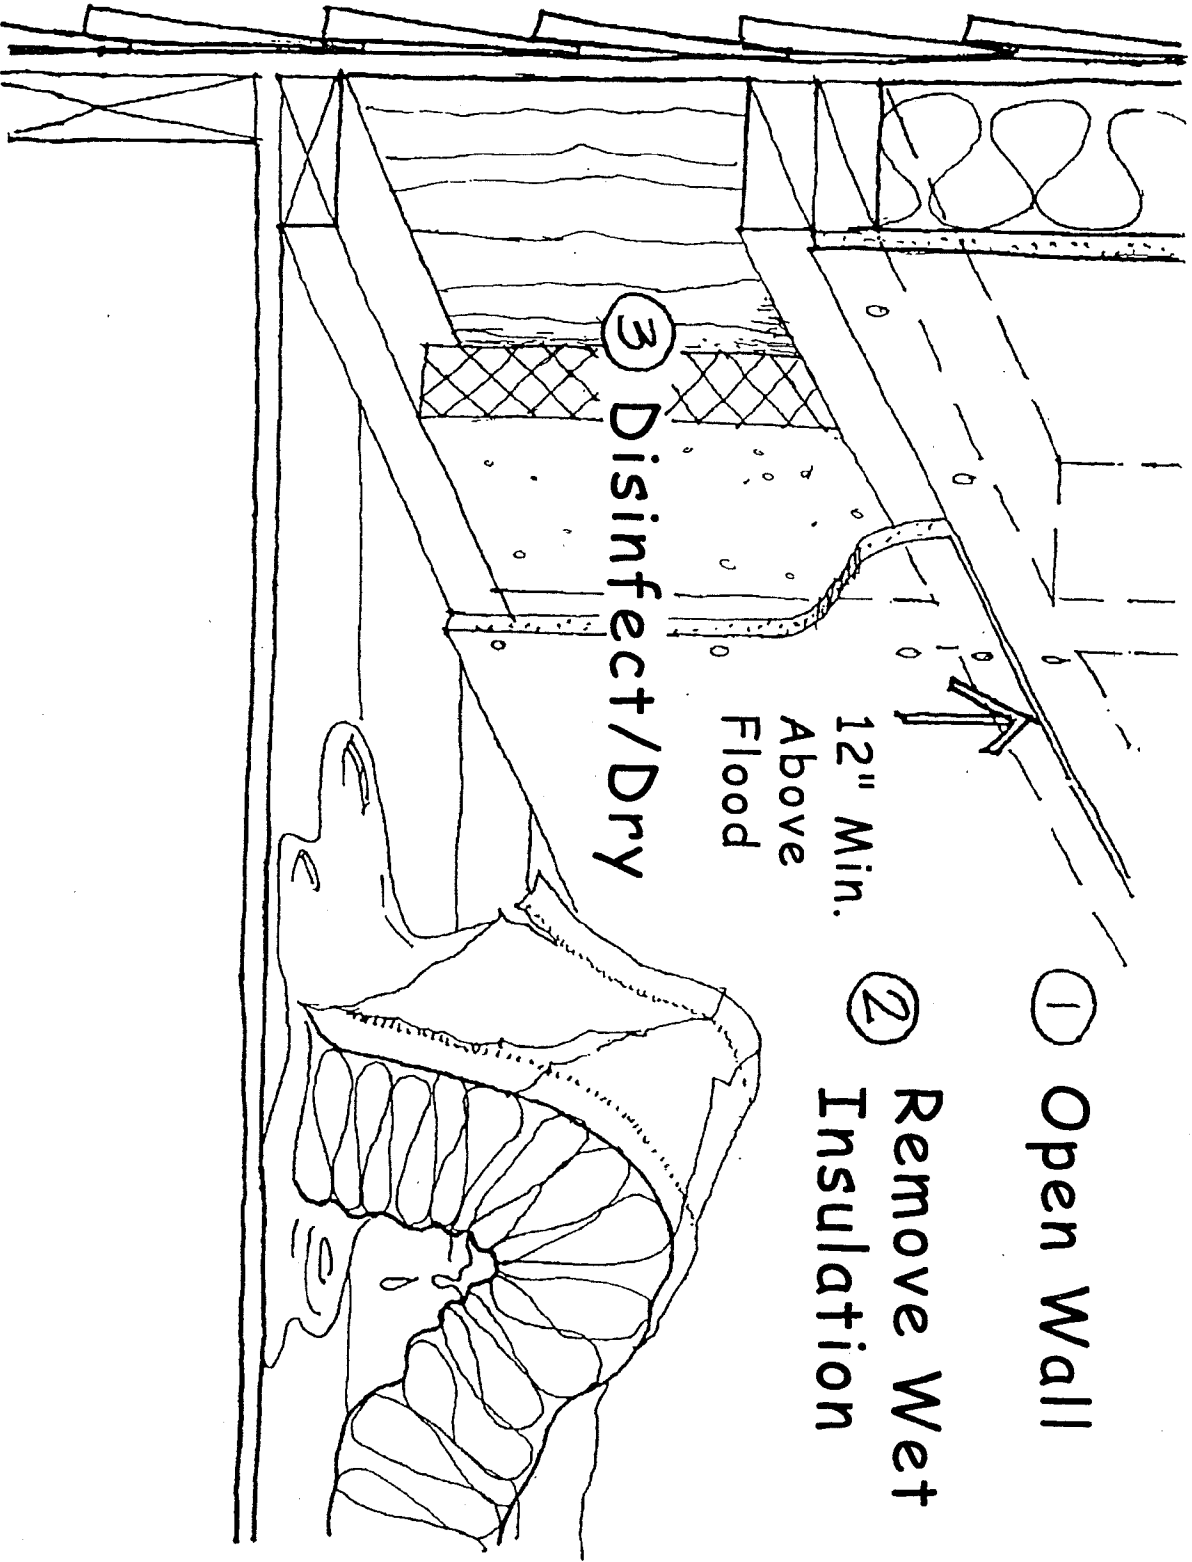 ① Open Wall
② Remove Wet
Insulation
12" Min.
Above
Flood
③ Disinfect/Dry